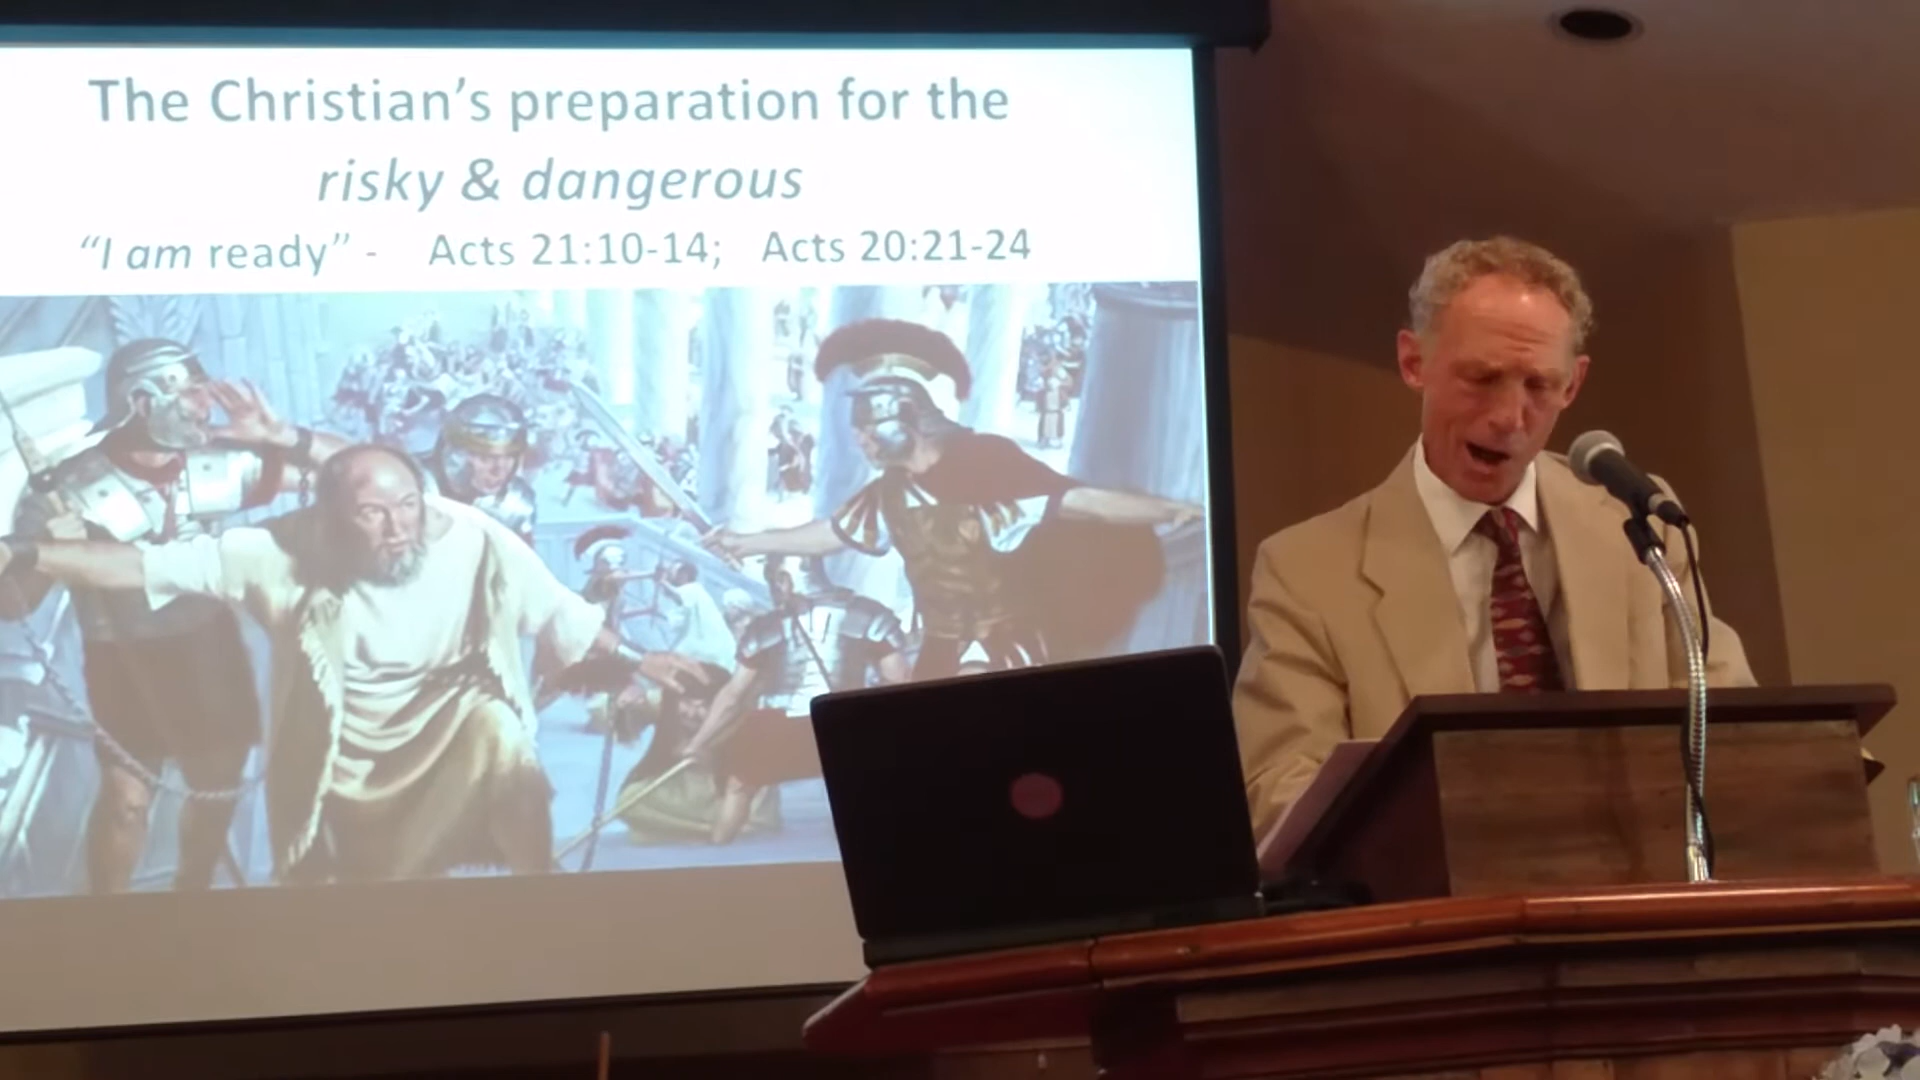 The Christian’s preparation for the
risky & dangerous
“I am ready” - Acts 21:10-14; Acts 20:21-24